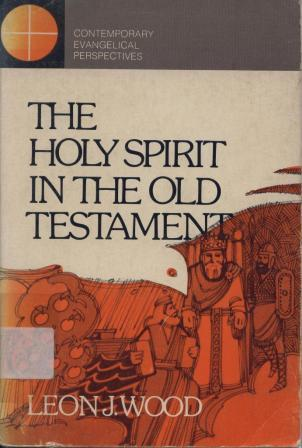 CONTEMPORARY
EVANGELICAL
PERSPECTIVES
THE
HOLY SPIRIT
IN THE OLD
TESTAMENT
LEON J. WOOD